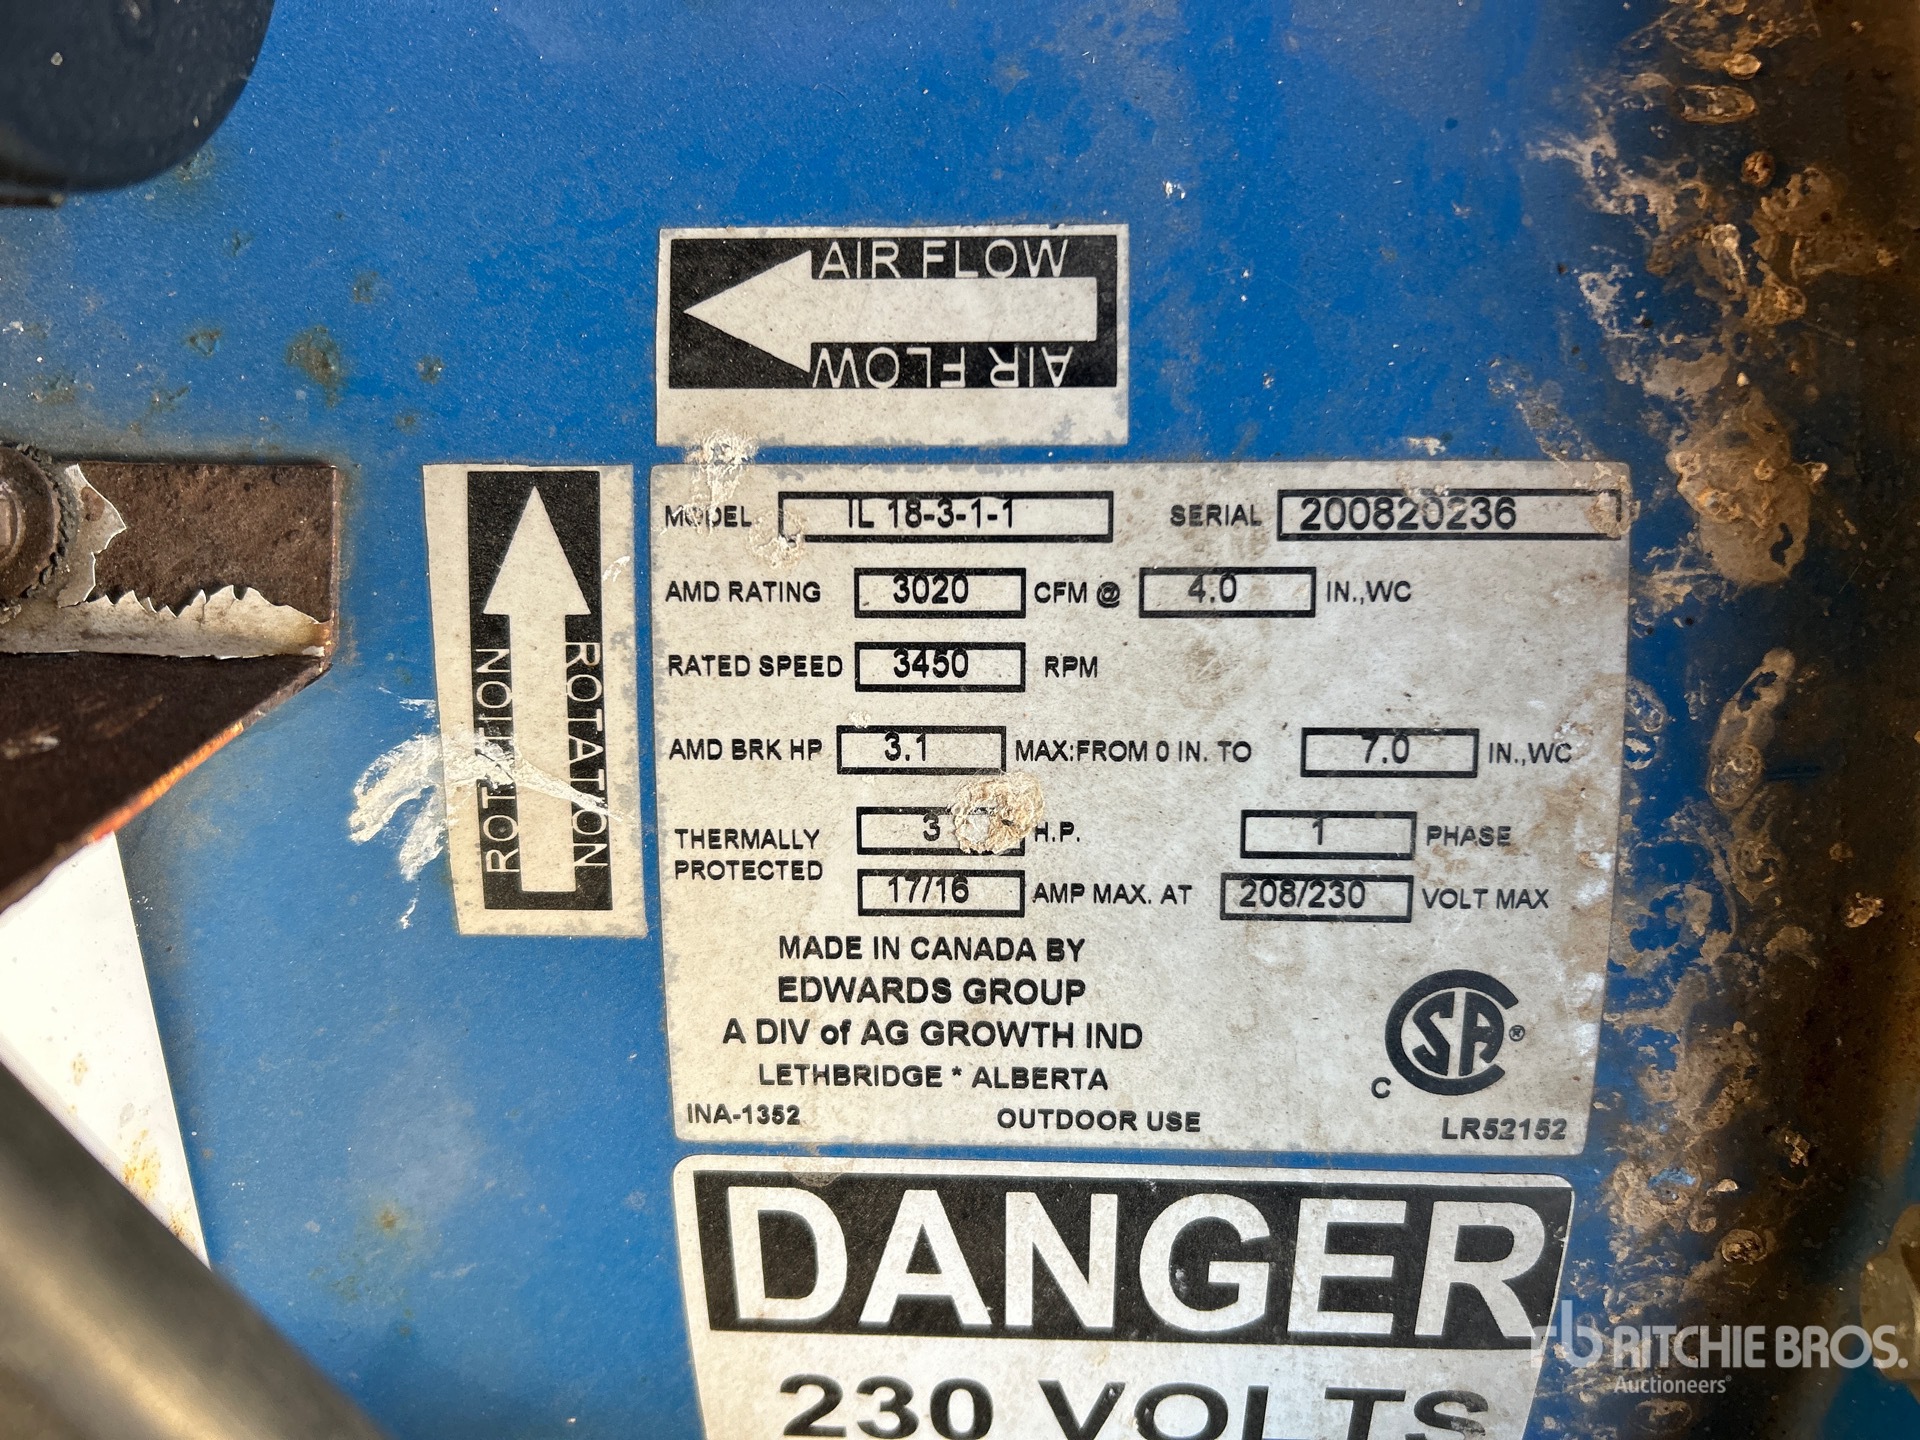 AIR FLOW
AIR FLOW
ROTATION
ROTATION
MODEL IL 18-3-1-1 SERIAL 200820236
AMD RATING 3020 CFM @ 4.0 IN.,WC
RATED SPEED 3450 RPM
AMD BRK HP 3.1 MAX:FROM 0 IN. TO 7.0 IN.,WC
THERMALLY PROTECTED 3 H.P. 1 PHASE
17/16 AMP MAX. AT 208/230 VOLT MAX
MADE IN CANADA BY
EDWARDS GROUP
A DIV of AG GROWTH IND
LETHBRIDGE * ALBERTA
C SA ®
INA-1352 OUTDOOR USE LR52152
DANGER
230 VOLTS
rb RITCHIE BROS.
Auctioneers®